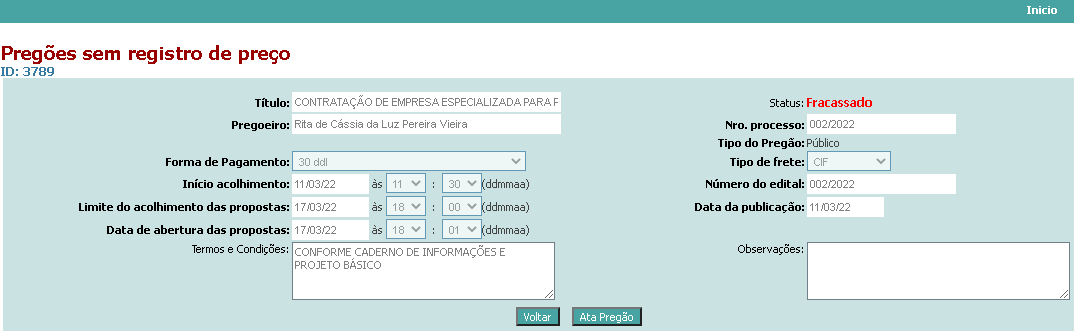 Inicio
Pregões sem registro de preço
ID: 3789
Título: CONTRATAÇÃO DE EMPRESA ESPECIALIZADA PARA F Status: Fracassado
Pregoeiro: Rita de Cássia da Luz Pereira Vieira Nro. processo: 002/2022
Tipo do Pregão: Público
Forma de Pagamento: 30 ddl Tipo de frete: CIF
Início acolhimento: 11/03/22 às 11 : 30 (ddmmaa) Número do edital: 002/2022
Limite do acolhimento das propostas: 17/03/22 às 18 : 00 (ddmmaa) Data da publicação: 11/03/22
Data de abertura das propostas: 17/03/22 às 18 : 01 (ddmmaa)
Termos e Condições: CONFORME CADERNO DE INFORMAÇÕES E Observações:
PROJETO BÁSICO
Voltar Ata Pregão